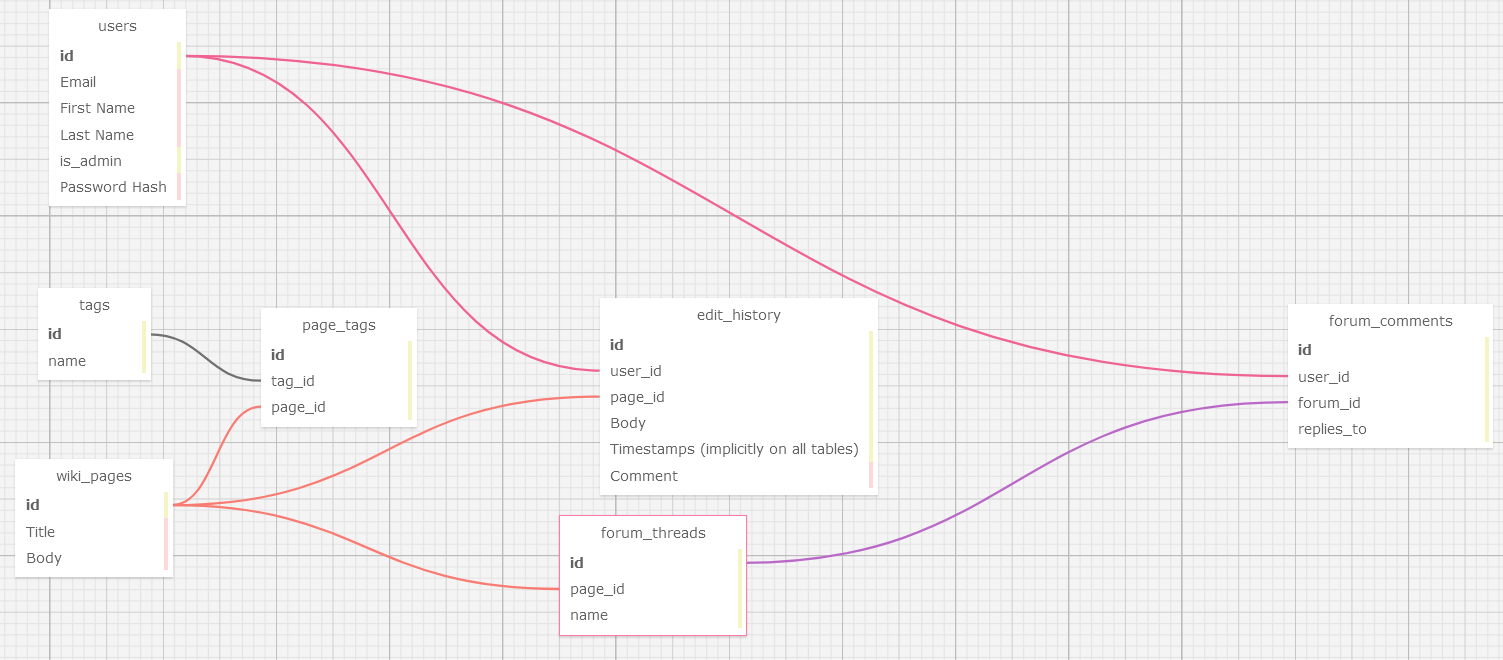 users
id
Email
First Name
Last Name
is_admin
Password Hash
tags
id
name
page_tags
id
tag_id
page_id
wiki_pages
id
Title
Body
edit_history
id
user_id
page_id
Body
Timestamps (implicitly on all tables)
Comment
forum_threads
id
page_id
name
forum_comments
id
user_id
forum_id
replies_to